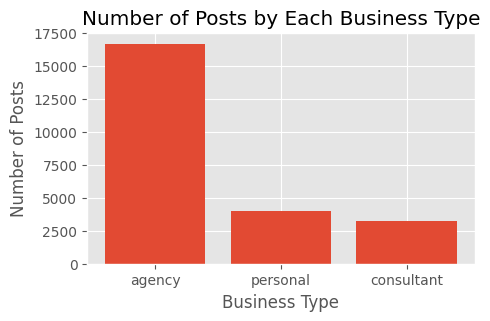 Number of Posts by Each Business Type
17500
15000
12500
10000
7500
5000
2500
0
Number of Posts
agency personal consultant
Business Type